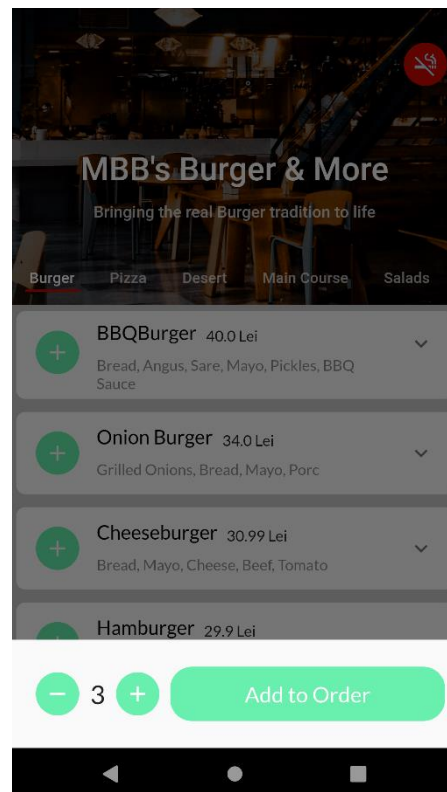 MBB's Burger & More
Bringing the real Burger tradition to life
Burger Pizza Desert Main Course Salads
BBQBurger 40.0 Lei
Bread, Angus, Sare, Mayo, Pickles, BBQ
Sauce
Onion Burger 34.0 Lei
Grilled Onions, Bread, Mayo, Porc
Cheeseburger 30.99 Lei
Bread, Mayo, Cheese, Beef, Tomato
Hamburger 29.9 Lei
− 3 + Add to Order